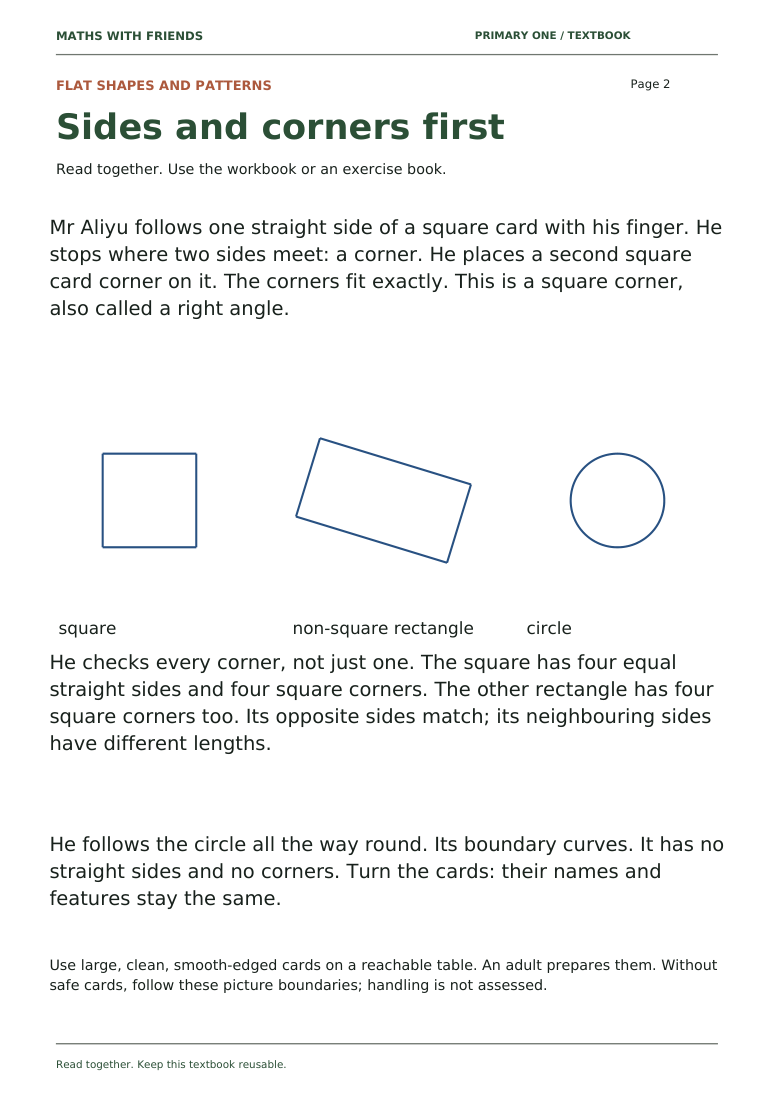 MATHS WITH FRIENDS
PRIMARY ONE / TEXTBOOK
FLAT SHAPES AND PATTERNS
Page 2
Sides and corners first
Read together. Use the workbook or an exercise book.
Mr Aliyu follows one straight side of a square card with his finger. He
stops where two sides meet: a corner. He places a second square
card corner on it. The corners fit exactly. This is a square corner,
also called a right angle.
square
non-square rectangle
circle
He checks every corner, not just one. The square has four equal
straight sides and four square corners. The other rectangle has four
square corners too. Its opposite sides match; its neighbouring sides
have different lengths.
He follows the circle all the way round. Its boundary curves. It has no
straight sides and no corners. Turn the cards: their names and
features stay the same.
Use large, clean, smooth-edged cards on a reachable table. An adult prepares them. Without
safe cards, follow these picture boundaries; handling is not assessed.
Read together. Keep this textbook reusable.